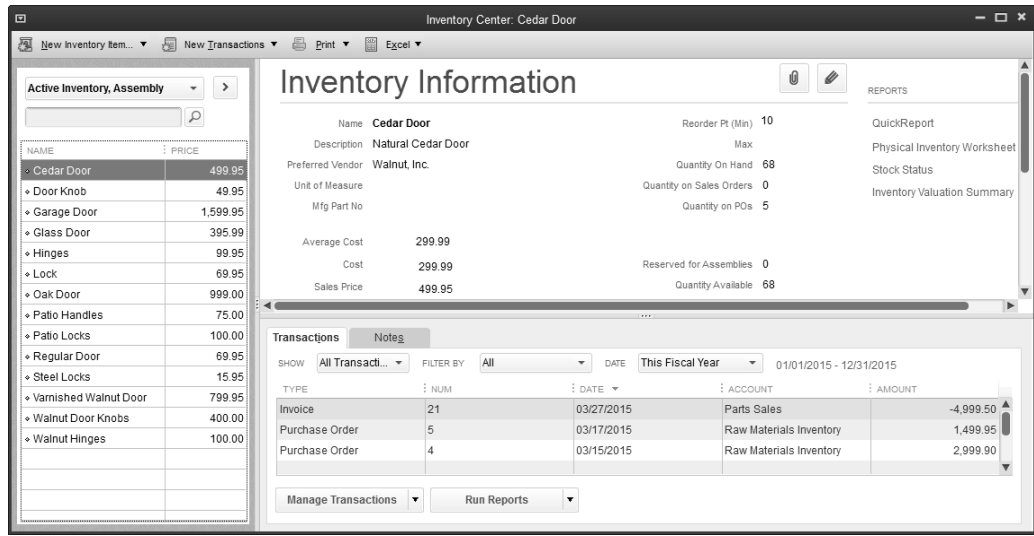 Inventory Center: Cedar Door
New Inventory Item... New Transactions Print Excel
Active Inventory, Assembly
NAME PRICE
Cedar Door 499.95
Door Knob 49.95
Garage Door 1,599.95
Glass Door 395.99
Hinges 99.95
Lock 69.95
Oak Door 999.00
Patio Handles 75.00
Patio Locks 100.00
Regular Door 69.95
Steel Locks 15.95
Varnished Walnut Door 799.95
Walnut Door Knobs 400.00
Walnut Hinges 100.00
Inventory Information
Name Cedar Door
Description Natural Cedar Door
Preferred Vendor Walnut, Inc.
Unit of Measure
Mfg Part No
Average Cost 299.99
Cost 299.99
Sales Price 499.95
Reorder Pt (Min) 10
Max
Quantity On Hand 68
Quantity on Sales Orders 0
Quantity on POs 5
Reserved for Assemblies 0
Quantity Available 68
REPORTS
QuickReport
Physical Inventory Worksheet
Stock Status
Inventory Valuation Summary
Transactions Notes
SHOW All Transacti... FILTER BY All DATE This Fiscal Year 01/01/2015 - 12/31/2015
TYPE NUM DATE ACCOUNT AMOUNT
Invoice 21 03/27/2015 Parts Sales -4,999.50
Purchase Order 5 03/17/2015 Raw Materials Inventory 1,499.95
Purchase Order 4 03/15/2015 Raw Materials Inventory 2,999.90
Manage Transactions Run Reports